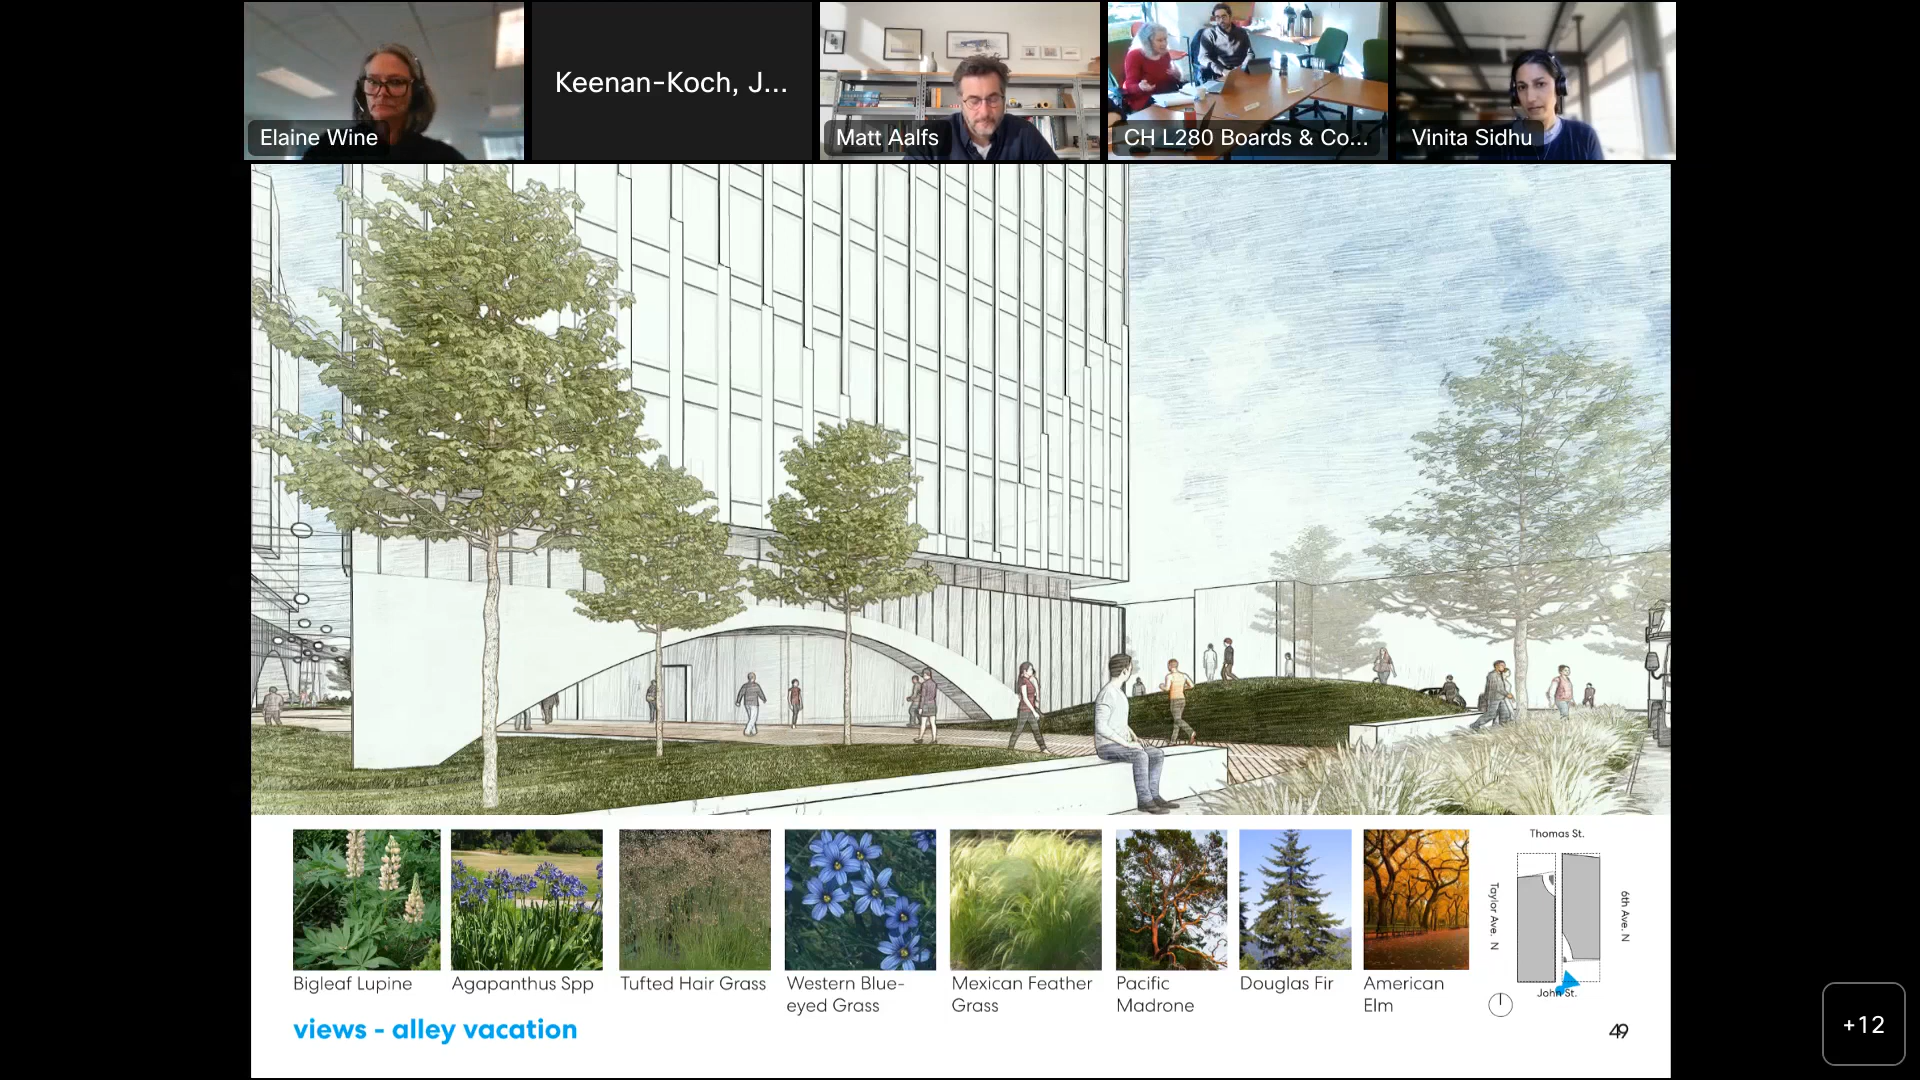 Elaine Wine
Keenan-Koch, J...
Matt Aalfs
CH L280 Boards & Co...
Vinita Sidhu
Bigleaf Lupine
Agapanthus Spp
Tufted Hair Grass
Western Blue-
eyed Grass
Mexican Feather
Grass
Pacific
Madrone
Douglas Fir
American
Elm
Thomas St.
Taylor Ave. N
6th Ave. N
John St.
views - alley vacation
49
+12